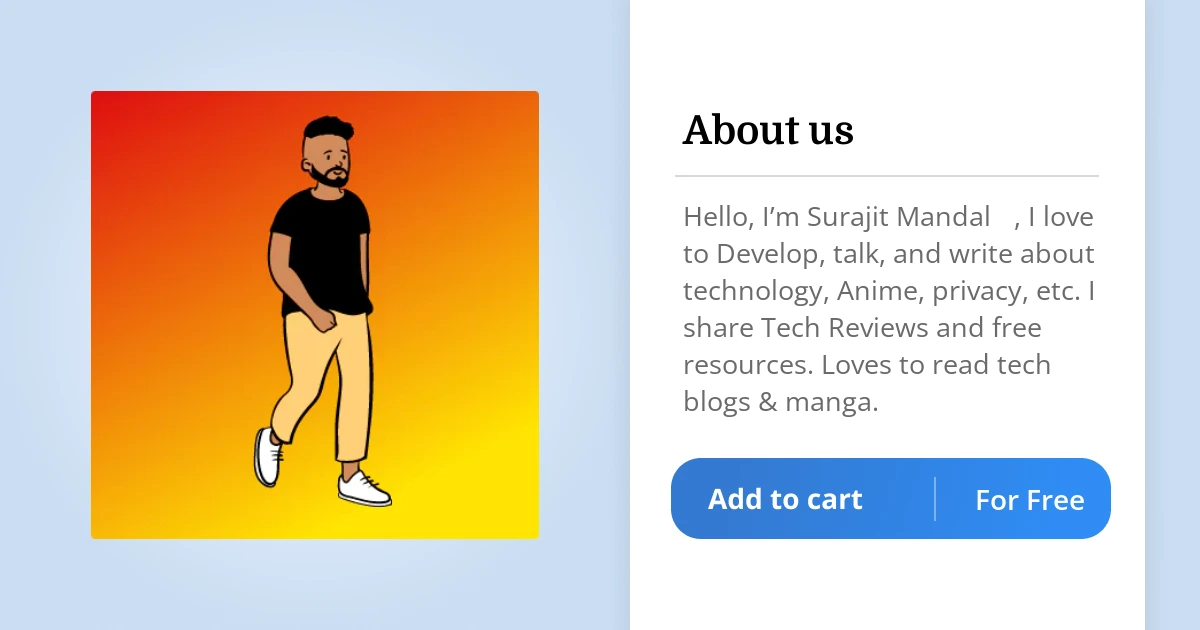 About us
Hello, I’m Surajit Mandal , I love
to Develop, talk, and write about
technology, Anime, privacy, etc. I
share Tech Reviews and free
resources. Loves to read tech
blogs & manga.
Add to cart For Free